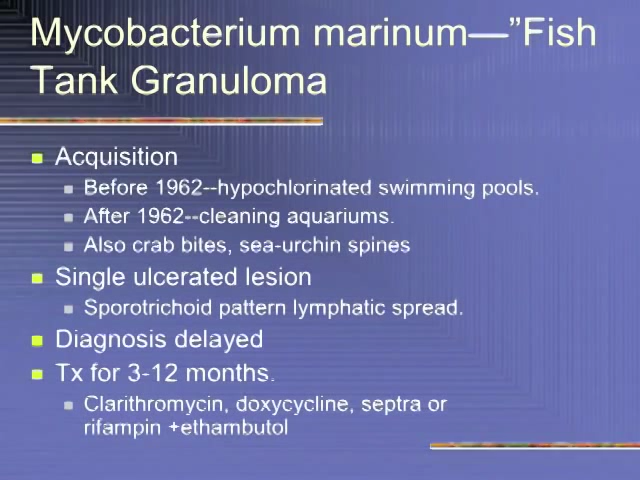 Mycobacterium marinum—”Fish
Tank Granuloma
Acquisition
Before 1962--hypochlorinated swimming pools.
After 1962--cleaning aquariums.
Also crab bites, sea-urchin spines
Single ulcerated lesion
Sporotrichoid pattern lymphatic spread.
Diagnosis delayed
Tx for 3-12 months.
Clarithromycin, doxycycline, septra or
rifampin +ethambutol